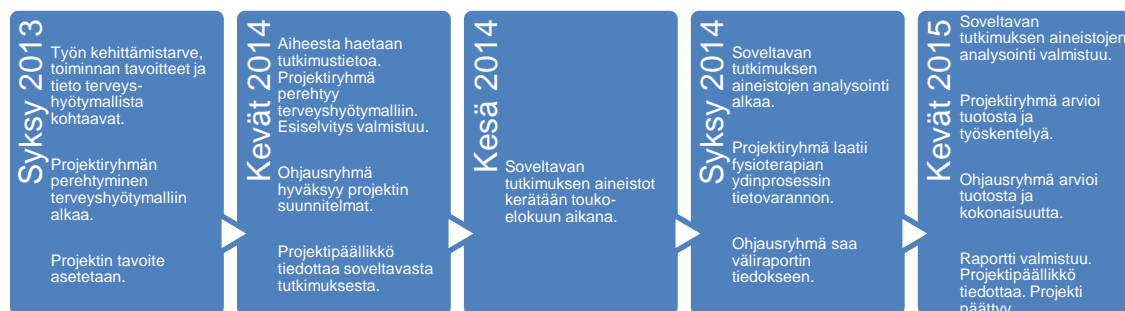 Syksy 2013
Työn kehittämistarve,
toiminnan tavoitteet ja
tieto terveys-
hyötymallista
kohtaavat.
Projektiryhmän
perehtyminen
terveyshyötymalliin
alkaa.
Projektin tavoite
asetetaan.
Kevät 2014
Aiheesta haetaan
tutkimustietoa.
Projektiryhmä
perehtyy
terveyshyötymalliin.
Esiselvitys valmistuu.
Ohjausryhmä
hyväksyy projektin
suunnitelmat.
Projektipäällikkö
tiedottaa soveltavasta
tutkimuksesta.
Kesä 2014
Soveltavan
tutkimuksen aineistot
kerätään touko-
elokuun aikana.
Syksy 2014
Soveltavan
tutkimuksen
aineistojen analysointi
alkaa.
Projektiryhmä laatii
fysioterapian
ydinprosessin
tietovarannon.
Ohjausryhmä saa
väliraportin
tiedokseen.
Kevät 2015
Soveltavan
tutkimuksen aineistojen
analysointi valmistuu.
Projektiryhmä arvioi
tuotosta ja
työskentelyä.
Ohjausryhmä arvioi
tuotosta ja
kokonaisuutta.
Raportti valmistuu.
Projektipäällikkö
tiedottaa. Projekti
päättyy